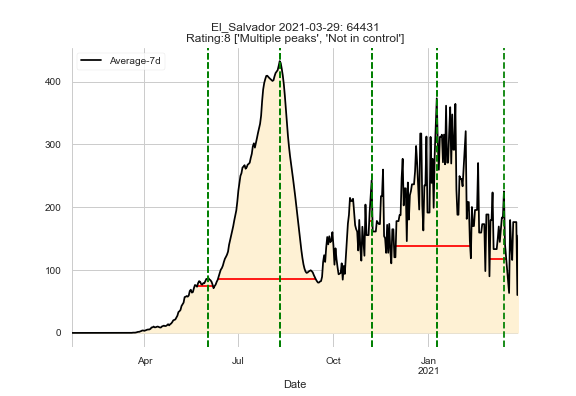 El_Salvador 2021-03-29: 64431
Rating:8 ['Multiple peaks', 'Not in control']
Average-7d
400
300
200
100
0
Apr
Jul
Oct
Jan
2021
Date